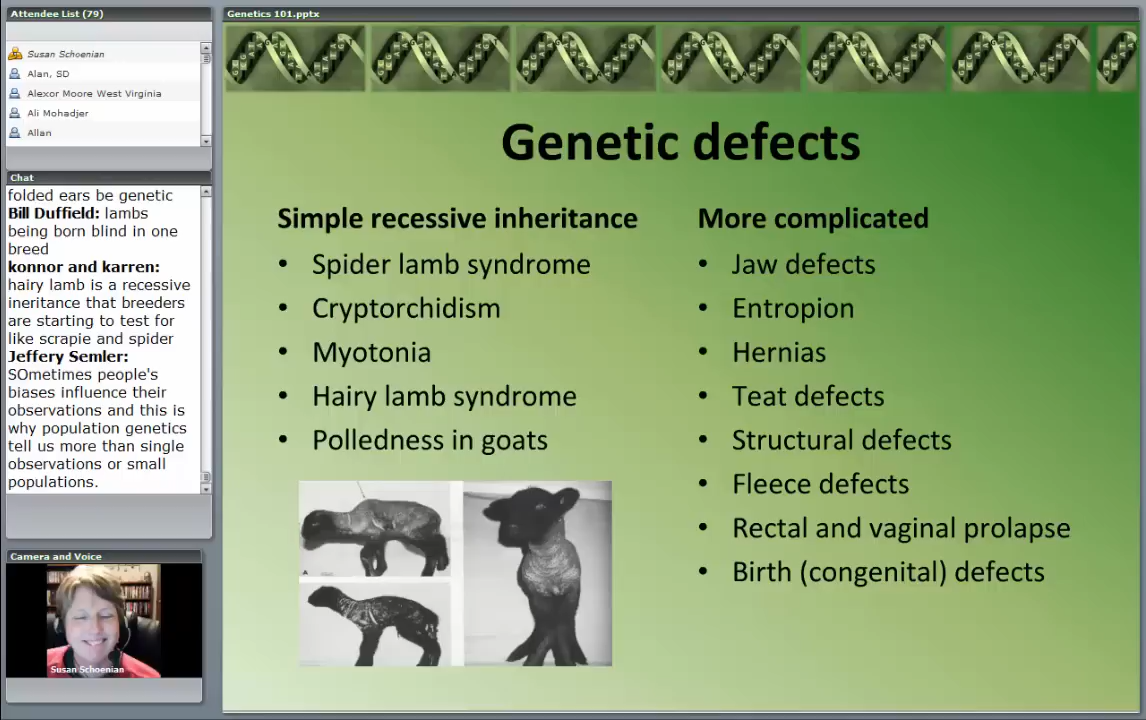 Attendee List (79)
Susan Schoenian
Alan, SD
Alexor Moore West Virginia
Ali Mohadjer
Allan
Chat
folded ears be genetic
Bill Duffield: lambs
being born blind in one
breed
konnor and karren:
hairy lamb is a recessive
ineritance that breeders
are starting to test for
like scrapie and spider
Jeffery Semler:
SOmetimes people's
biases influence their
observations and this is
why population genetics
tell us more than single
observations or small
populations.
Camera and Voice
Susan Schoenian
Genetics 101.pptx
Genetic defects
Simple recessive inheritance
• Spider lamb syndrome
• Cryptorchidism
• Myotonia
• Hairy lamb syndrome
• Polledness in goats
More complicated
• Jaw defects
• Entropion
• Hernias
• Teat defects
• Structural defects
• Fleece defects
• Rectal and vaginal prolapse
• Birth (congenital) defects